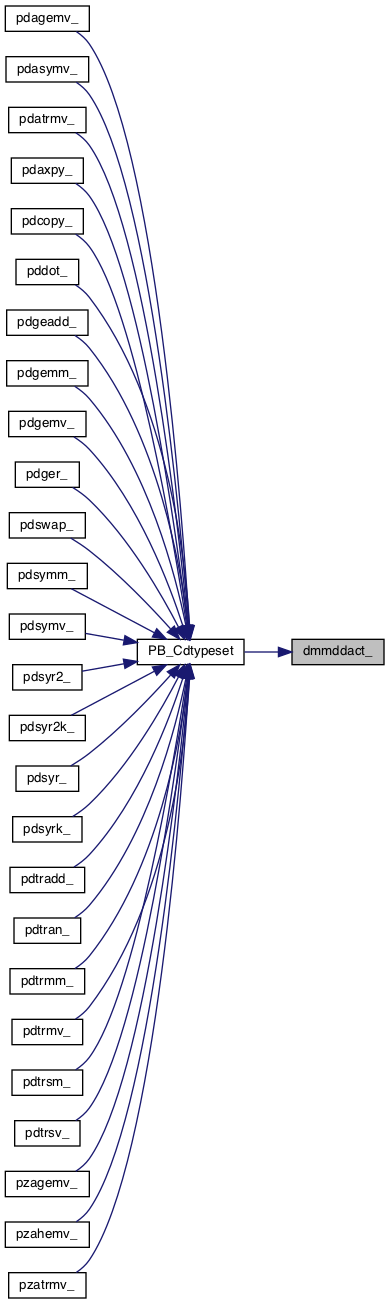 pdagemv_
pdasymv_
pdatrmv_
pdaxpy_
pdcopy_
pddot_
pdgeadd_
pdgemm_
pdgemv_
pdger_
pdswap_
pdsymm_
pdsymv_
PB_Cdtypeset
dmmddact_
pdsyr2_
pdsyr2k_
pdsyr_
pdsyrk_
pdtradd_
pdtran_
pdtrmm_
pdtrmv_
pdtrsm_
pdtrsv_
pzagemv_
pzahemv_
pzatrmv_